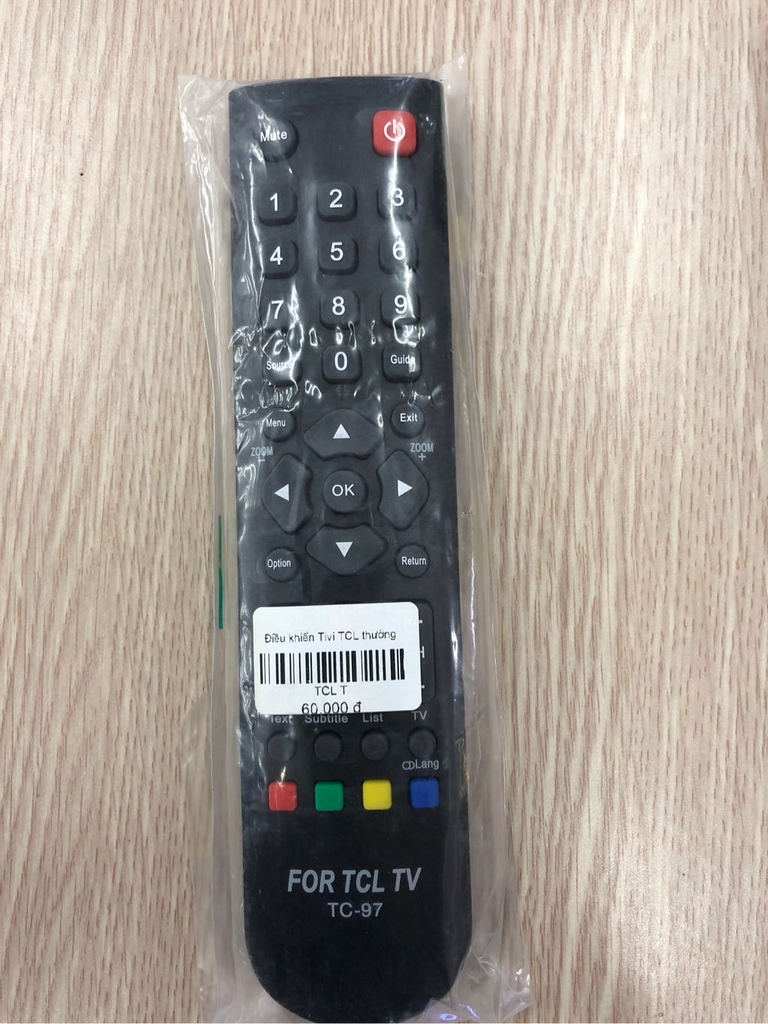 Mute
1 2 3
4 5 6
7 8 9
Source 0 Guide
Menu Exit
ZOOM
-
ZOOM
+
OK
Option Return
Điều khiển Tivi TCL thường
TCL T
60,000 đ
Text Subtitle List TV
Lang
FOR TCL TV
TC-97